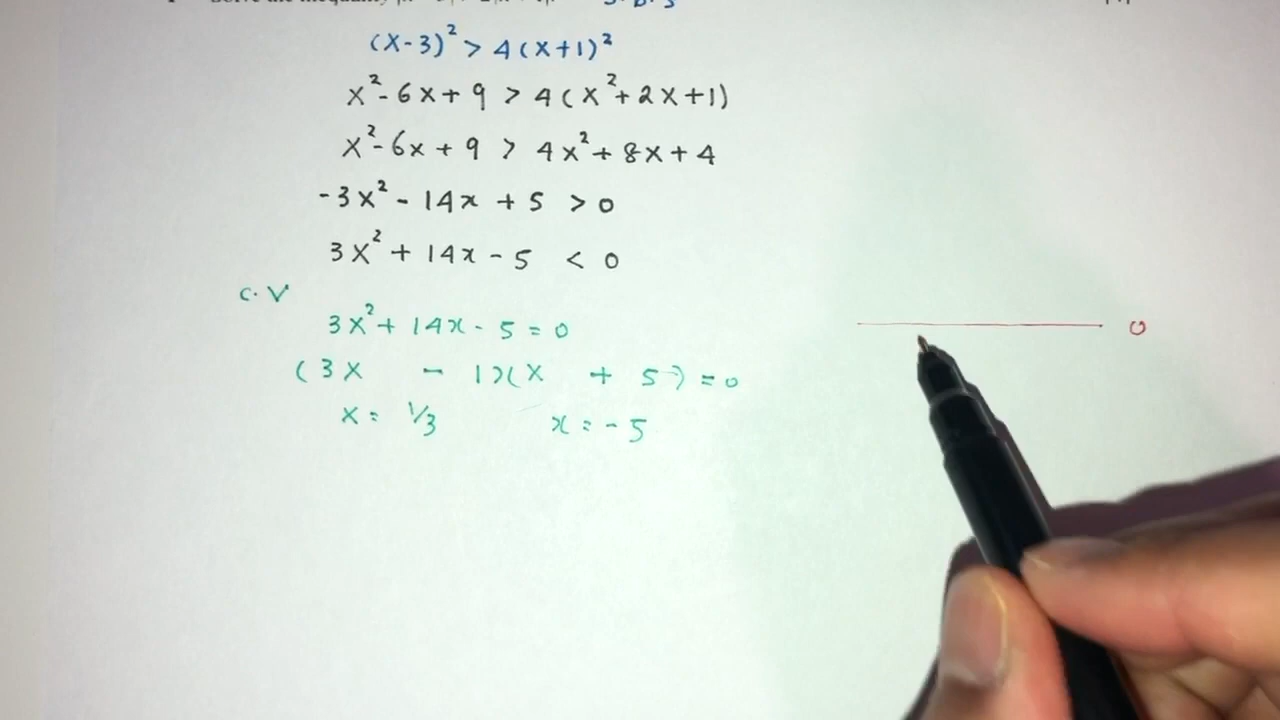 (x-3)² > 4(x+1)²
x²-6x+9 > 4(x²+2x+1)
x²-6x+9 > 4x²+8x+4
-3x²-14x+5 >0
3x²+14x-5 < 0
C.V
3x²+14x-5=0
0
(3x - 1)(x + 5)=0
x= 1/3 x=-5